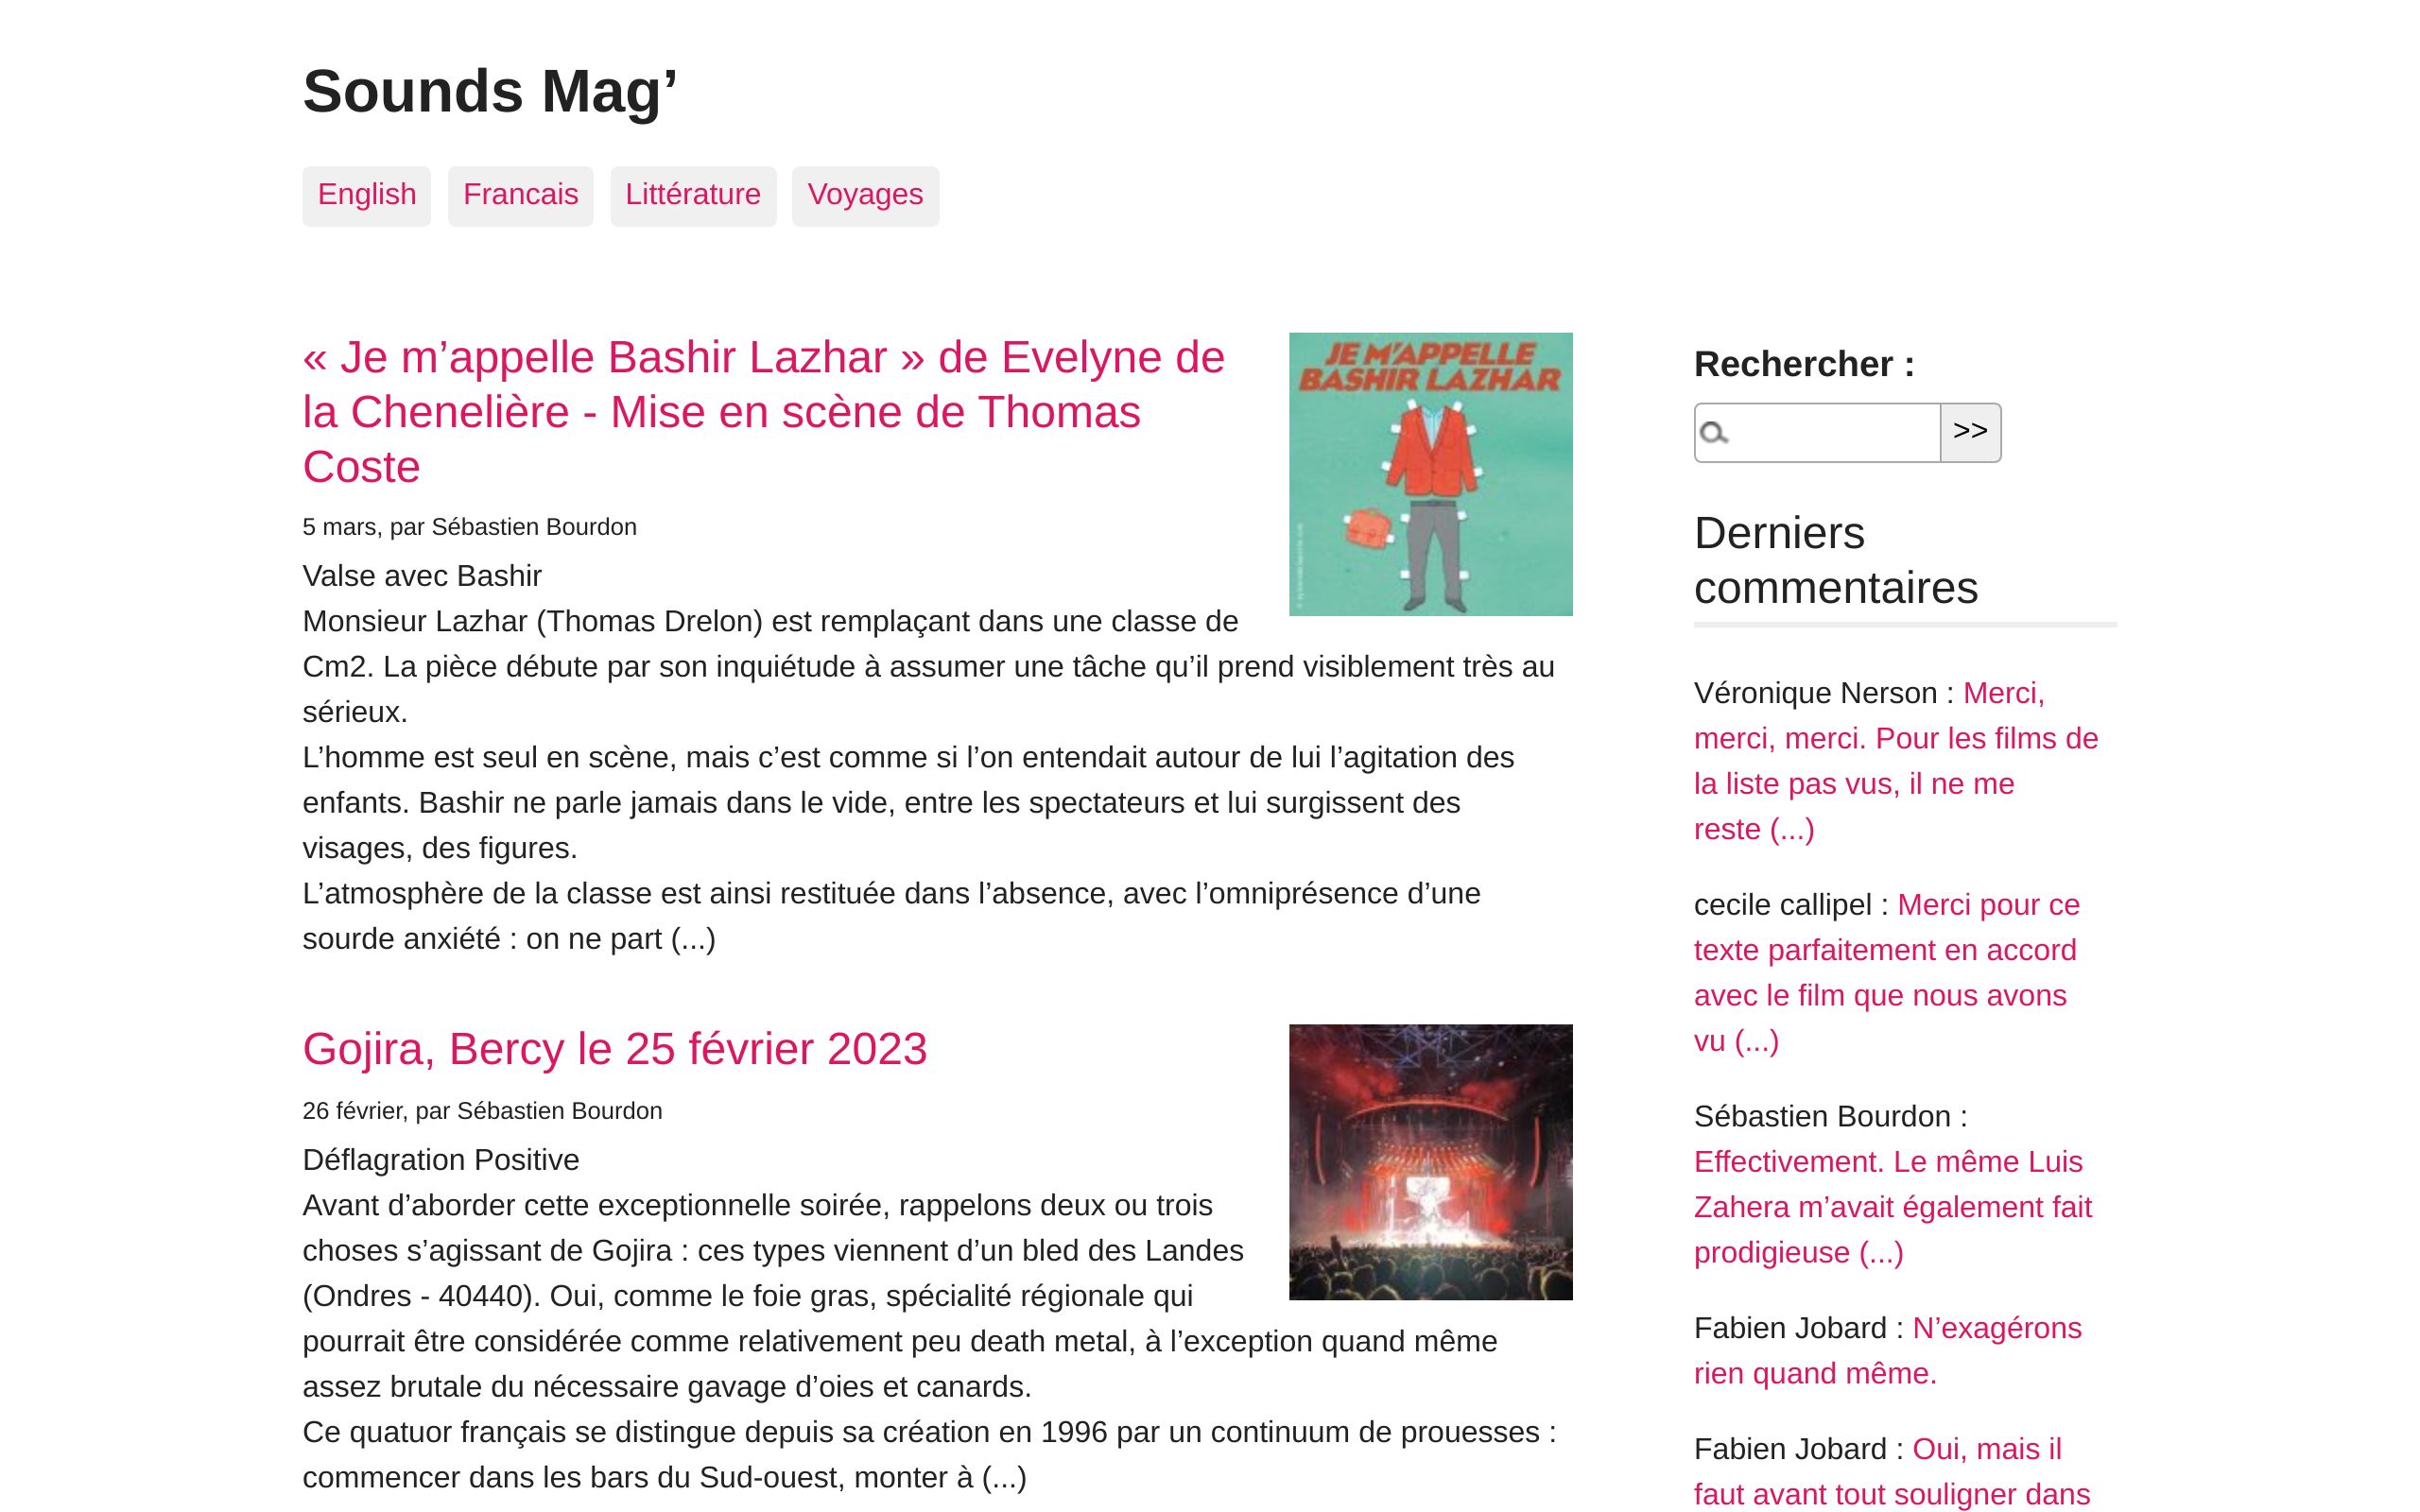 Sounds Mag’
English Francais Littérature Voyages
« Je m’appelle Bashir Lazhar » de Evelyne de
la Chenelière - Mise en scène de Thomas
Coste
5 mars, par Sébastien Bourdon
JE M'APPELLE
BASHIR LAZHAR
Valse avec Bashir
Monsieur Lazhar (Thomas Drelon) est remplaçant dans une classe de
Cm2. La pièce débute par son inquiétude à assumer une tâche qu’il prend visiblement très au
sérieux.
L’homme est seul en scène, mais c’est comme si l’on entendait autour de lui l’agitation des
enfants. Bashir ne parle jamais dans le vide, entre les spectateurs et lui surgissent des
visages, des figures.
L’atmosphère de la classe est ainsi restituée dans l’absence, avec l’omniprésence d’une
sourde anxiété : on ne part (...)
Gojira, Bercy le 25 février 2023
26 février, par Sébastien Bourdon
Déflagration Positive
Avant d’aborder cette exceptionnelle soirée, rappelons deux ou trois
choses s’agissant de Gojira : ces types viennent d’un bled des Landes
(Ondres - 40440). Oui, comme le foie gras, spécialité régionale qui
pourrait être considérée comme relativement peu death metal, à l’exception quand même
assez brutale du nécessaire gavage d’oies et canards.
Ce quatuor français se distingue depuis sa création en 1996 par un continuum de prouesses :
commencer dans les bars du Sud-ouest, monter à (...)
Rechercher :
>>
Derniers
commentaires
Véronique Nerson : Merci,
merci, merci. Pour les films de
la liste pas vus, il ne me
reste (...)
cecile callipel : Merci pour ce
texte parfaitement en accord
avec le film que nous avons
vu (...)
Sébastien Bourdon :
Effectivement. Le même Luis
Zahera m’avait également fait
prodigieuse (...)
Fabien Jobard : N’exagérons
rien quand même.
Fabien Jobard : Oui, mais il
faut avant tout souligner dans